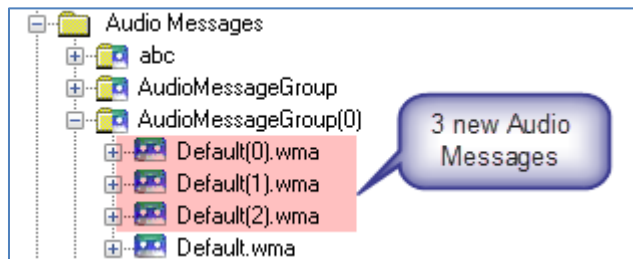 Audio Messages
abc
AudioMessageGroup
AudioMessageGroup(0)
Default(0).wma
Default(1).wma
Default(2).wma
Default.wma
3 new Audio
Messages